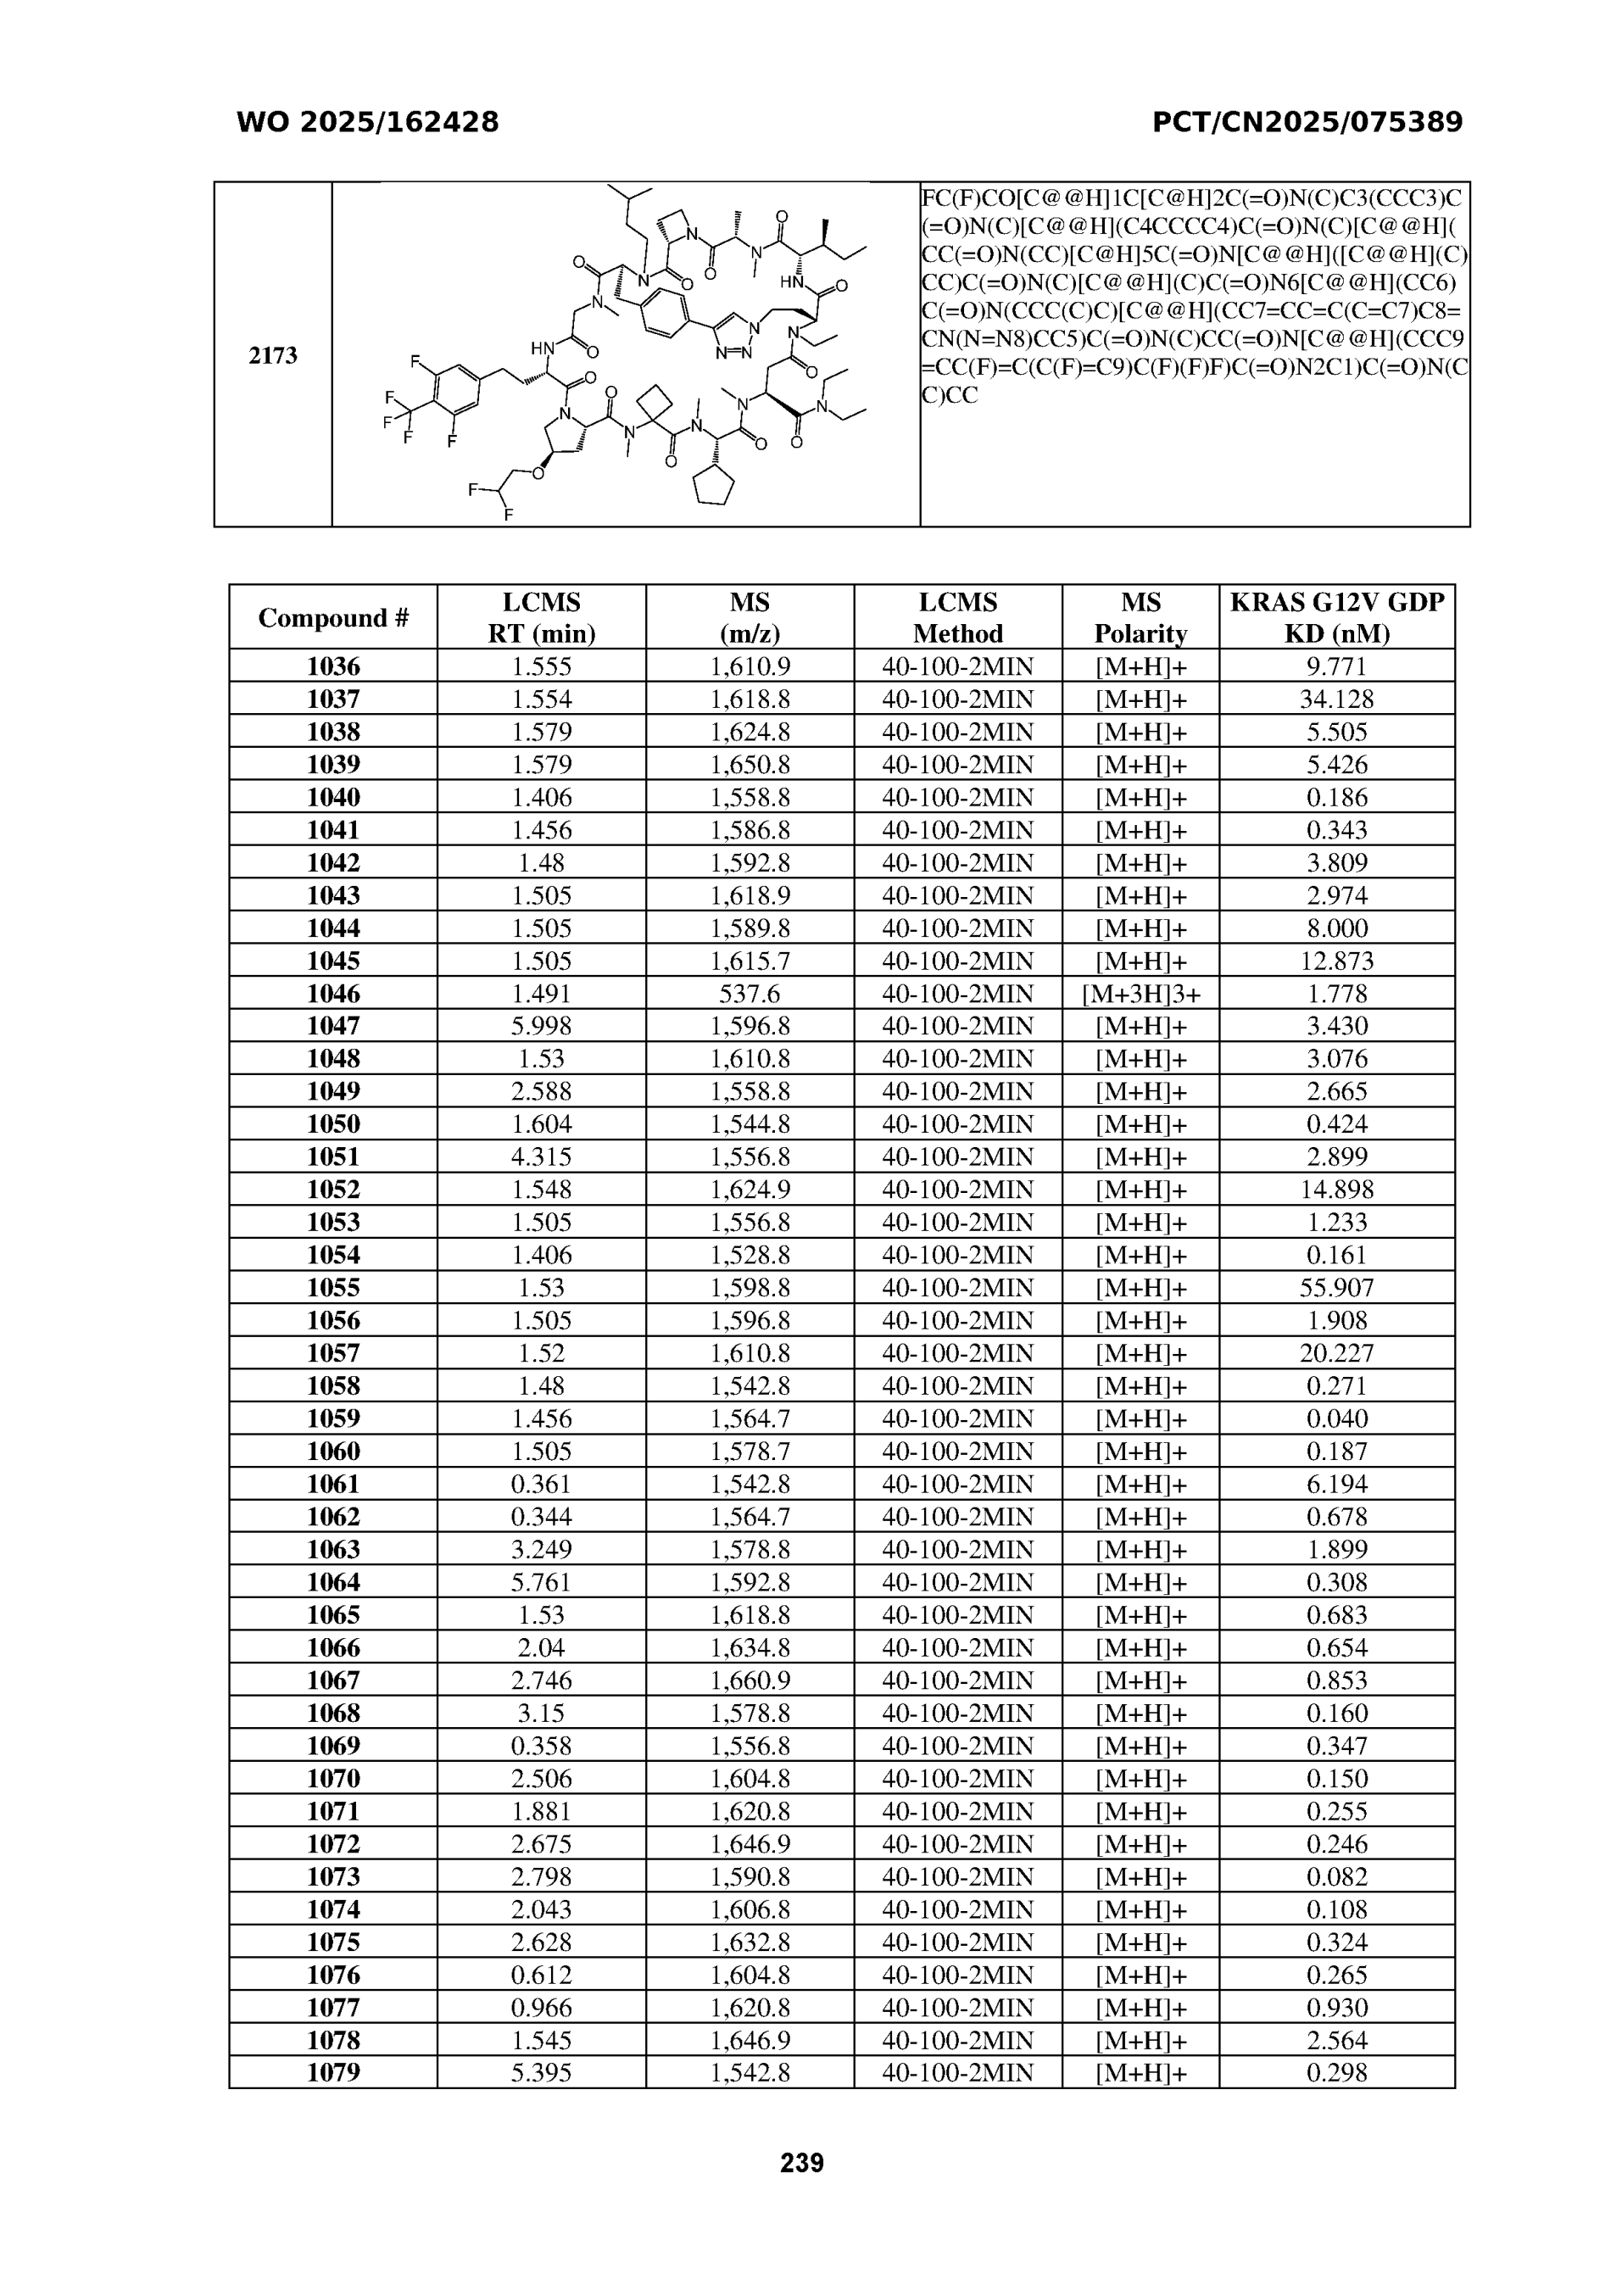 WO 2025/162428 PCT/CN2025/075389
2173
FC(F)CO[C@@H]1C[C@H]2C(=O)N(C)C3(CCC3)C
(=O)N(C)[C@@H](C4CCCC4)C(=O)N(C)[C@@H](
CC(=O)N(CC)[C@H]5C(=O)N[C@@H]([C@@H](C)
CC)C(=O)N(C)[C@@H](C)C(=O)N6[C@@H](CC6)
C(=O)N(CCC(C)C)[C@@H](CC7=CC=C(C=C7)C8=
CN(N=N8)CC5)C(=O)N(C)CC(=O)N[C@@H](CCC9
=CC(F)=C(C(F)=C9)C(F)(F)F)C(=O)N2C1)C(=O)N(C
C)CC
Compound # LCMS RT (min) MS (m/z) LCMS Method MS Polarity KRAS G12V GDP KD (nM)
1036 1.555 1,610.9 40-100-2MIN [M+H]+ 9.771
1037 1.554 1,618.8 40-100-2MIN [M+H]+ 34.128
1038 1.579 1,624.8 40-100-2MIN [M+H]+ 5.505
1039 1.579 1,650.8 40-100-2MIN [M+H]+ 5.426
1040 1.406 1,558.8 40-100-2MIN [M+H]+ 0.186
1041 1.456 1,586.8 40-100-2MIN [M+H]+ 0.343
1042 1.48 1,592.8 40-100-2MIN [M+H]+ 3.809
1043 1.505 1,618.9 40-100-2MIN [M+H]+ 2.974
1044 1.505 1,589.8 40-100-2MIN [M+H]+ 8.000
1045 1.505 1,615.7 40-100-2MIN [M+H]+ 12.873
1046 1.491 537.6 40-100-2MIN [M+3H]3+ 1.778
1047 5.998 1,596.8 40-100-2MIN [M+H]+ 3.430
1048 1.53 1,610.8 40-100-2MIN [M+H]+ 3.076
1049 2.588 1,558.8 40-100-2MIN [M+H]+ 2.665
1050 1.604 1,544.8 40-100-2MIN [M+H]+ 0.424
1051 4.315 1,556.8 40-100-2MIN [M+H]+ 2.899
1052 1.548 1,624.9 40-100-2MIN [M+H]+ 14.898
1053 1.505 1,556.8 40-100-2MIN [M+H]+ 1.233
1054 1.406 1,528.8 40-100-2MIN [M+H]+ 0.161
1055 1.53 1,598.8 40-100-2MIN [M+H]+ 55.907
1056 1.505 1,596.8 40-100-2MIN [M+H]+ 1.908
1057 1.52 1,610.8 40-100-2MIN [M+H]+ 20.227
1058 1.48 1,542.8 40-100-2MIN [M+H]+ 0.271
1059 1.456 1,564.7 40-100-2MIN [M+H]+ 0.040
1060 1.505 1,578.7 40-100-2MIN [M+H]+ 0.187
1061 0.361 1,542.8 40-100-2MIN [M+H]+ 6.194
1062 0.344 1,564.7 40-100-2MIN [M+H]+ 0.678
1063 3.249 1,578.8 40-100-2MIN [M+H]+ 1.899
1064 5.761 1,592.8 40-100-2MIN [M+H]+ 0.308
1065 1.53 1,618.8 40-100-2MIN [M+H]+ 0.683
1066 2.04 1,634.8 40-100-2MIN [M+H]+ 0.654
1067 2.746 1,660.9 40-100-2MIN [M+H]+ 0.853
1068 3.15 1,578.8 40-100-2MIN [M+H]+ 0.160
1069 0.358 1,556.8 40-100-2MIN [M+H]+ 0.347
1070 2.506 1,604.8 40-100-2MIN [M+H]+ 0.150
1071 1.881 1,620.8 40-100-2MIN [M+H]+ 0.255
1072 2.675 1,646.9 40-100-2MIN [M+H]+ 0.246
1073 2.798 1,590.8 40-100-2MIN [M+H]+ 0.082
1074 2.043 1,606.8 40-100-2MIN [M+H]+ 0.108
1075 2.628 1,632.8 40-100-2MIN [M+H]+ 0.324
1076 0.612 1,604.8 40-100-2MIN [M+H]+ 0.265
1077 0.966 1,620.8 40-100-2MIN [M+H]+ 0.930
1078 1.545 1,646.9 40-100-2MIN [M+H]+ 2.564
1079 5.395 1,542.8 40-100-2MIN [M+H]+ 0.298
239